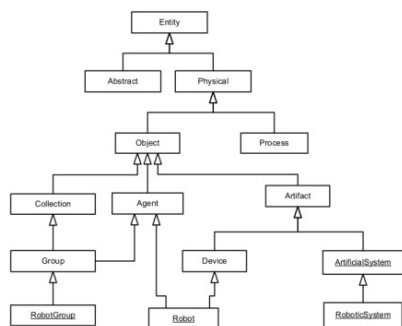 Entity
Abstract
Physical
Object
Process
Collection
Agent
Artifact
Group
Device
ArtificialSystem
RobotGroup
Robot
RoboticSystem